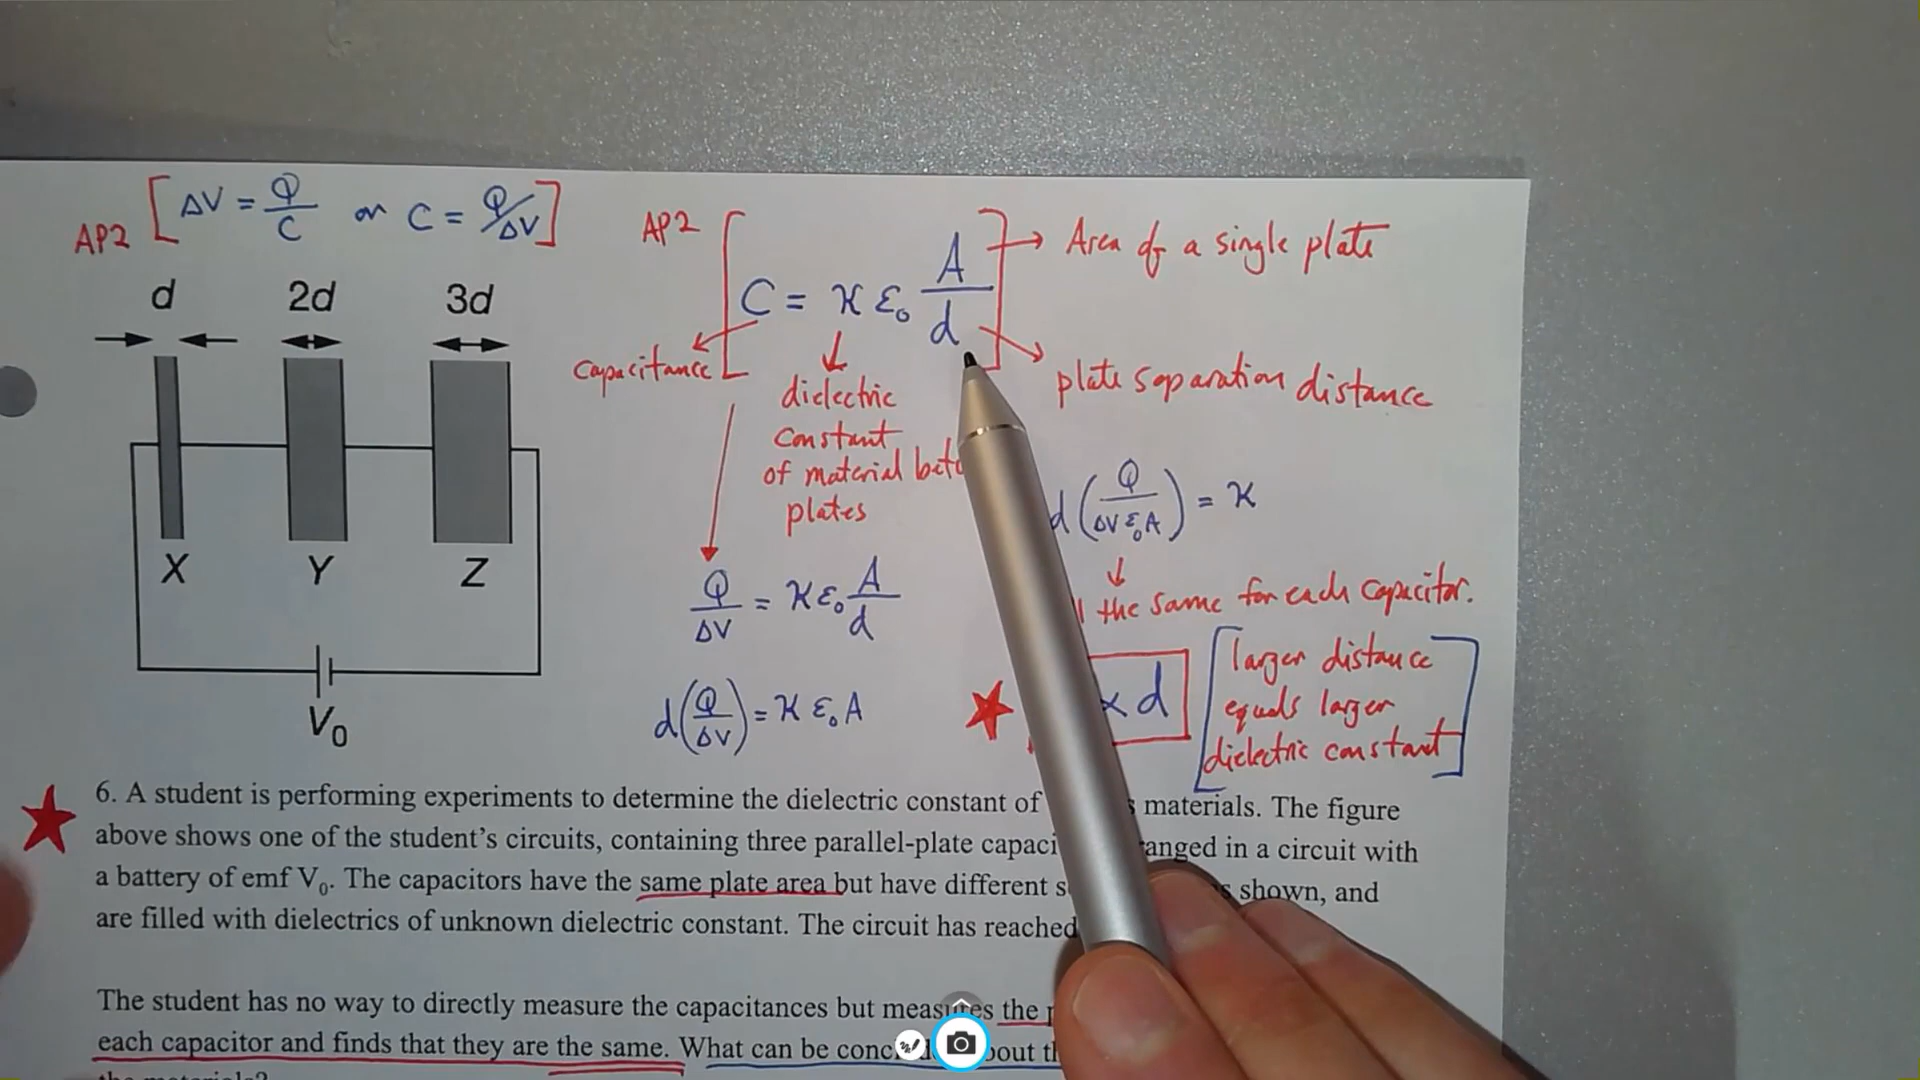 AP2 [ΔV = Q/C or C = Q/ΔV]
d 2d 3d
X Y Z
V₀
AP2
C = κ ε₀ A/d
Area of a single plate
capacitance
dielectric
constant
of material
plates
plate separation distance
Q/ΔV = κε₀ A/d
d(Q/ΔV) = κ ε₀ A
d(Q/ΔVε₀A) = κ
the same for each capacitor.
∝ d
larger distance
equals larger
dielectric constant
6. A student is performing experiments to determine the dielectric constant of materials. The figure
above shows one of the student's circuits, containing three parallel-plate in a circuit with
a battery of emf V₀. The capacitors have the same plate area but have different shown, and
are filled with dielectrics of unknown dielectric constant. The circuit has reached
The student has no way to directly measure the capacitances but measures the
each capacitor and finds that they are the same. What can be